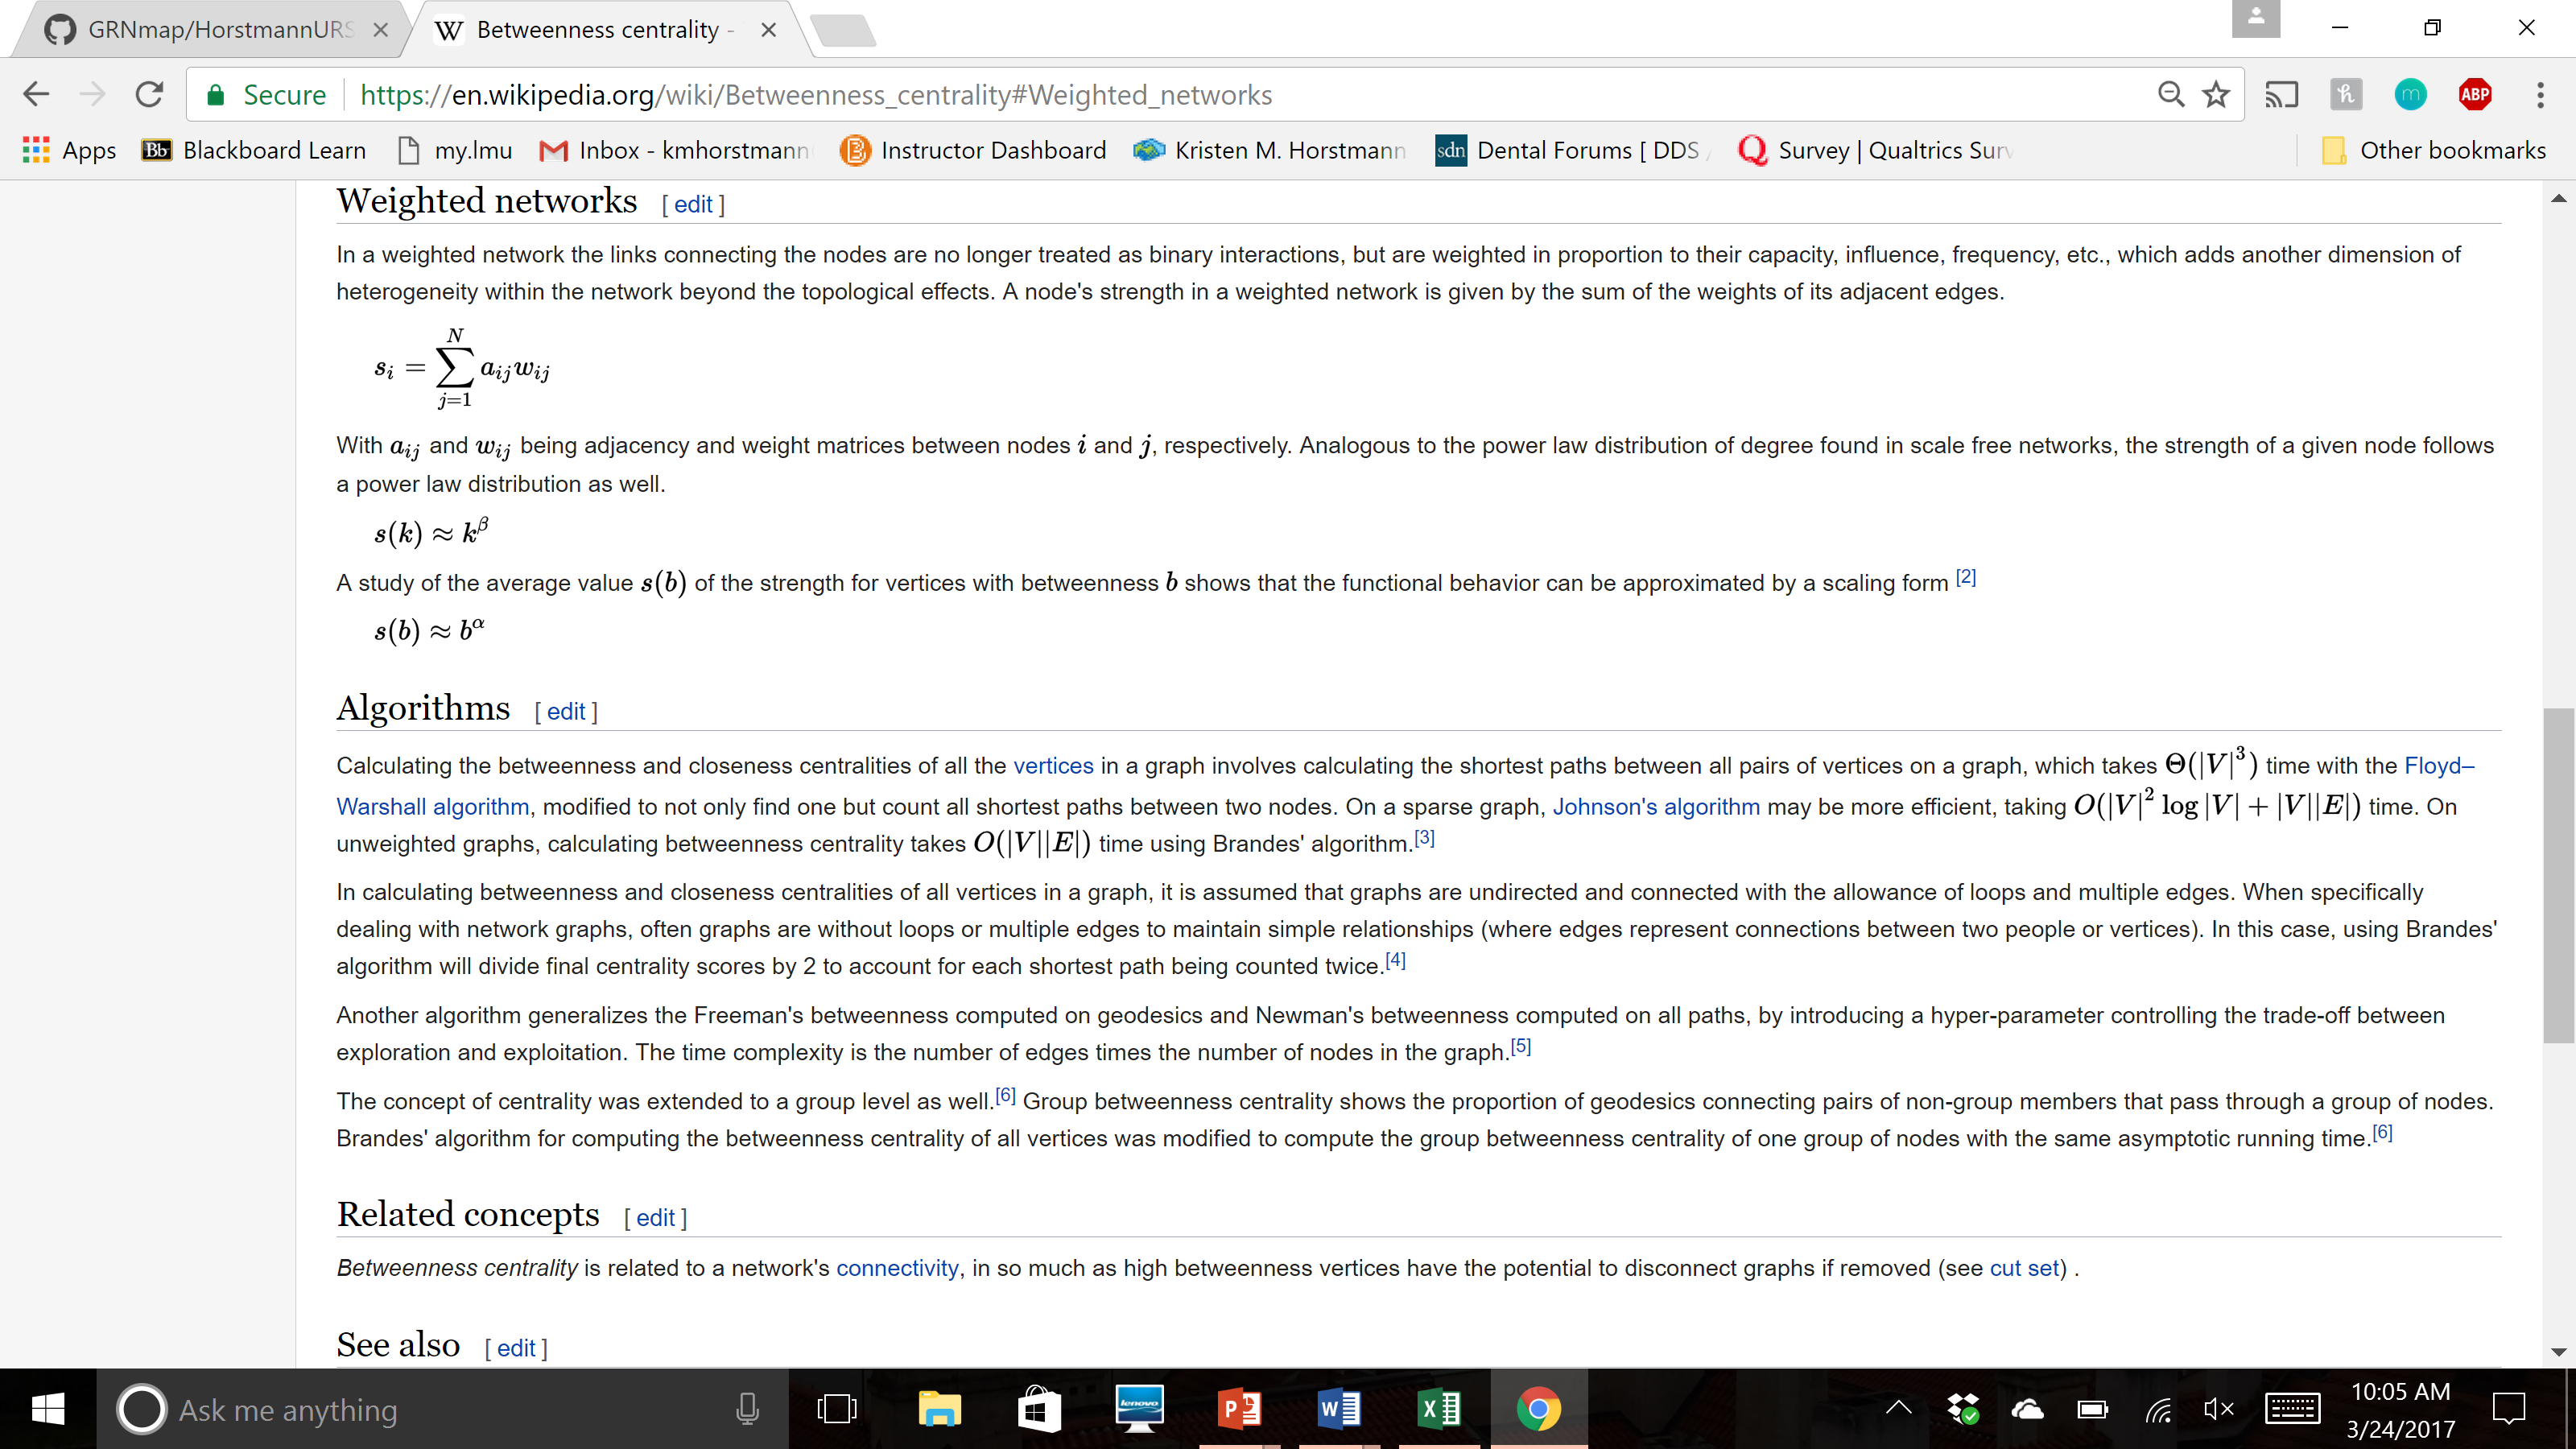 GRNmap/HorstmannURS
W Betweenness centrality -
Secure https://en.wikipedia.org/wiki/Betweenness_centrality#Weighted_networks
ABP
Apps Bb Blackboard Learn my.lmu Inbox - kmhorstmann Instructor Dashboard Kristen M. Horstmann sdn Dental Forums [ DDS / Survey | Qualtrics Surv Other bookmarks
Weighted networks [ edit ]
In a weighted network the links connecting the nodes are no longer treated as binary interactions, but are weighted in proportion to their capacity, influence, frequency, etc., which adds another dimension of
heterogeneity within the network beyond the topological effects. A node's strength in a weighted network is given by the sum of the weights of its adjacent edges.
s_i = ∑_{j=1}^{N} a_{ij} w_{ij}
With a_{ij} and w_{ij} being adjacency and weight matrices between nodes i and j, respectively. Analogous to the power law distribution of degree found in scale free networks, the strength of a given node follows
a power law distribution as well.
s(k) ≈ k^β
A study of the average value s(b) of the strength for vertices with betweenness b shows that the functional behavior can be approximated by a scaling form [2]
s(b) ≈ b^α
Algorithms [ edit ]
Calculating the betweenness and closeness centralities of all the vertices in a graph involves calculating the shortest paths between all pairs of vertices on a graph, which takes Θ(|V|^3) time with the Floyd–
Warshall algorithm, modified to not only find one but count all shortest paths between two nodes. On a sparse graph, Johnson's algorithm may be more efficient, taking O(|V|^2 log |V| + |V||E|) time. On
unweighted graphs, calculating betweenness centrality takes O(|V||E|) time using Brandes' algorithm.[3]
In calculating betweenness and closeness centralities of all vertices in a graph, it is assumed that graphs are undirected and connected with the allowance of loops and multiple edges. When specifically
dealing with network graphs, often graphs are without loops or multiple edges to maintain simple relationships (where edges represent connections between two people or vertices). In this case, using Brandes'
algorithm will divide final centrality scores by 2 to account for each shortest path being counted twice.[4]
Another algorithm generalizes the Freeman's betweenness computed on geodesics and Newman's betweenness computed on all paths, by introducing a hyper-parameter controlling the trade-off between
exploration and exploitation. The time complexity is the number of edges times the number of nodes in the graph.[5]
The concept of centrality was extended to a group level as well.[6] Group betweenness centrality shows the proportion of geodesics connecting pairs of non-group members that pass through a group of nodes.
Brandes' algorithm for computing the betweenness centrality of all vertices was modified to compute the group betweenness centrality of one group of nodes with the same asymptotic running time.[6]
Related concepts [ edit ]
Betweenness centrality is related to a network's connectivity, in so much as high betweenness vertices have the potential to disconnect graphs if removed (see cut set) .
See also [ edit ]
Ask me anything
lenovo
10:05 AM
3/24/2017